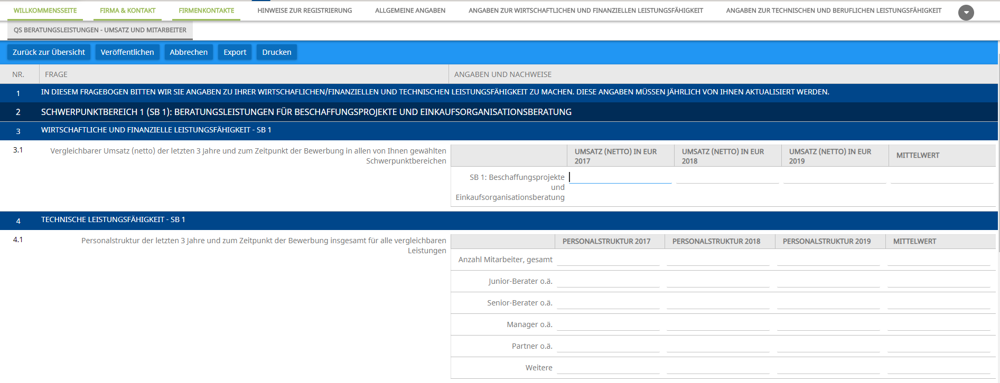 WILLKOMMENSSEITE FIRMA & KONTAKT FIRMENKONTAKTE HINWEISE ZUR REGISTRIERUNG ALLGEMEINE ANGABEN ANGABEN ZUR WIRTSCHAFTLICHEN UND FINANZIELLEN LEISTUNGSFÄHIGKEIT ANGABEN ZUR TECHNISCHEN UND BERUFLICHEN LEISTUNGSFÄHIGKEIT
QS BERATUNGSLEISTUNGEN - UMSATZ UND MITARBEITER
Zurück zur Übersicht Veröffentlichen Abbrechen Export Drucken
NR. FRAGE ANGABEN UND NACHWEISE
1 IN DIESEM FRAGEBOGEN BITTEN WIR SIE ANGABEN ZU IHRER WIRTSCHAFLICHEN/FINANZIELLEN UND TECHNISCHEN LEISTUNGSFÄHIGKEIT ZU MACHEN. DIESE ANGABEN MÜSSEN JÄHRLICH VON IHNEN AKTUALISIERT WERDEN.
2 SCHWERPUNKTBEREICH 1 (SB 1): BERATUNGSLEISTUNGEN FÜR BESCHAFFUNGSPROJEKTE UND EINKAUFSORGANISATIONSBERATUNG
3 WIRTSCHAFTLICHE UND FINANZIELLE LEISTUNGSFÄHIGKEIT - SB 1
3.1 Vergleichbarer Umsatz (netto) der letzten 3 Jahre und zum Zeitpunkt der Bewerbung in allen von Ihnen gewählten
Schwerpunktbereichen
UMSATZ (NETTO) IN EUR UMSATZ (NETTO) IN EUR UMSATZ (NETTO) IN EUR MITTELWERT
2017 2018 2019
SB 1: Beschaffungsprojekte
und
Einkaufsorganisationsberatung
4 TECHNISCHE LEISTUNGSFÄHIGKEIT - SB 1
4.1 Personalstruktur der letzten 3 Jahre und zum Zeitpunkt der Bewerbung insgesamt für alle vergleichbaren
Leistungen
PERSONALSTRUKTUR 2017 PERSONALSTRUKTUR 2018 PERSONALSTRUKTUR 2019 MITTELWERT
Anzahl Mitarbeiter, gesamt
Junior-Berater o.ä.
Senior-Berater o.ä.
Manager o.ä.
Partner o.ä.
Weitere